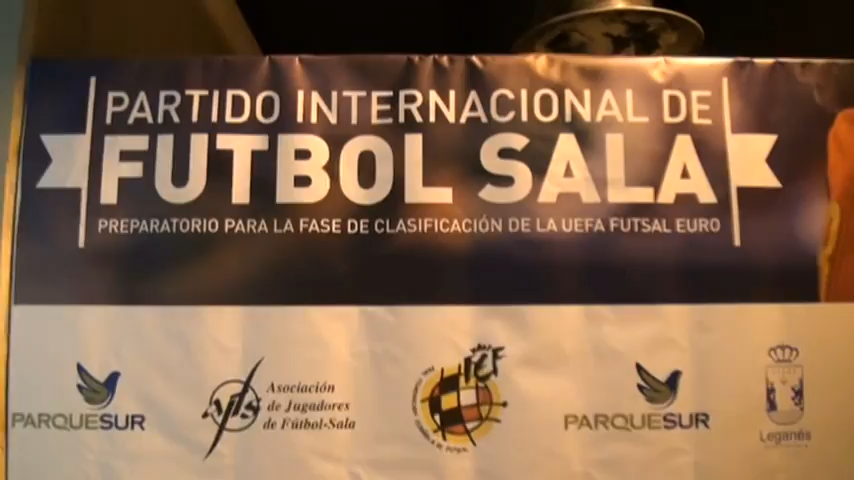 PARTIDO INTERNACIONAL DE
FUTBOL SALA
PREPARATORIO PARA LA FASE DE CLASIFICACIÓN DE LA UEFA FUTSAL EURO
PARQUESUR
AJS
Asociación
de Jugadores
de Fútbol-Sala
PARQUESUR
Leganés